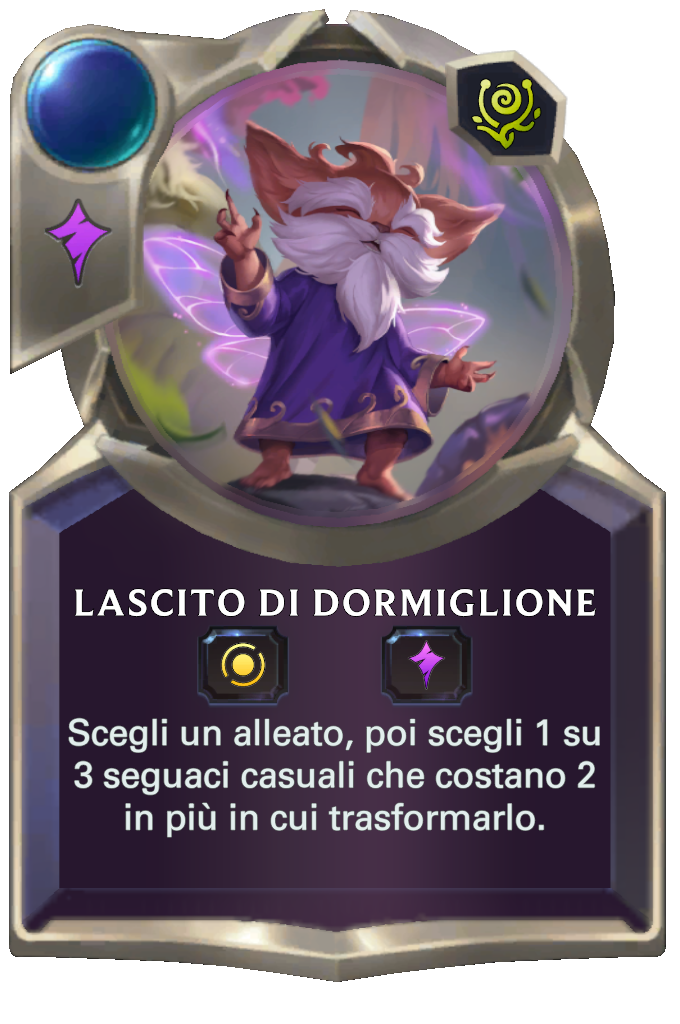 LASCITO DI DORMIGLIONE
Scegli un alleato, poi scegli 1 su
3 seguaci casuali che costano 2
in più in cui trasformarlo.